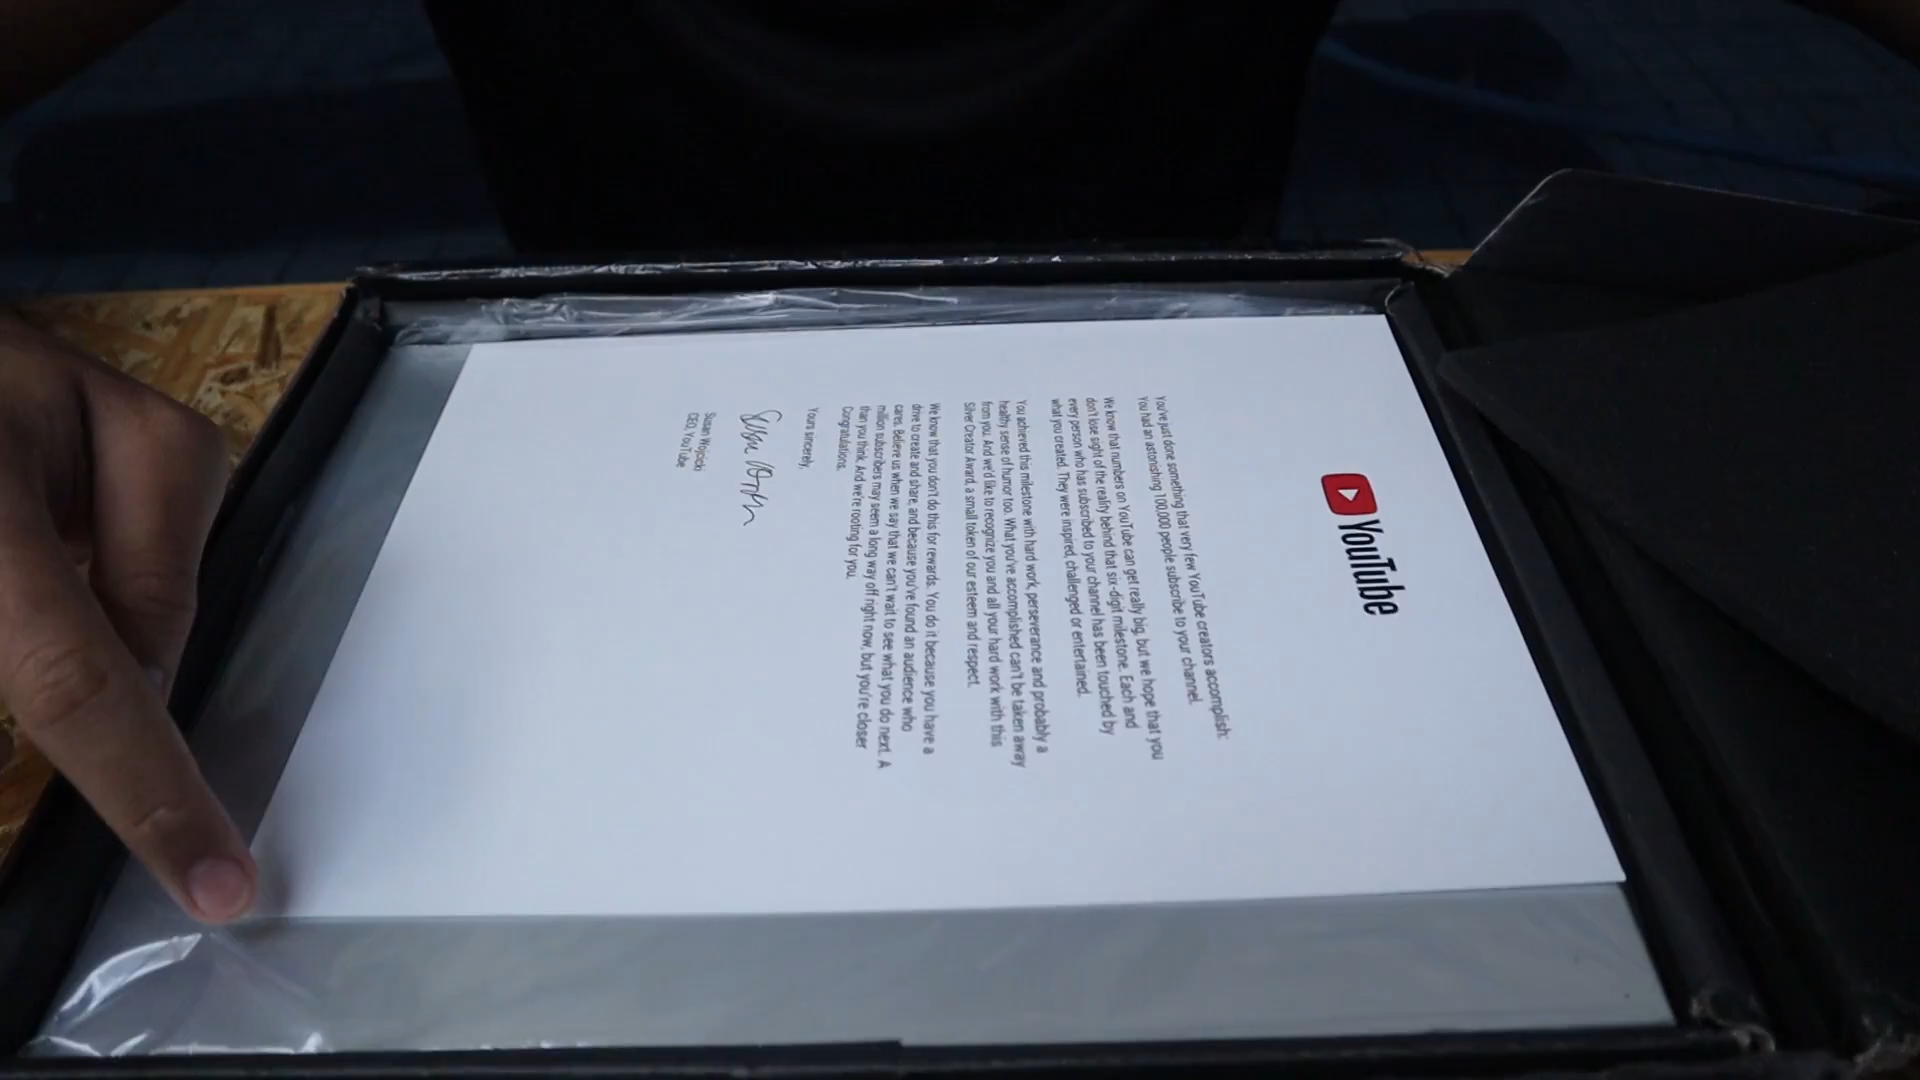 YouTube
You've just done something that very few YouTube creators accomplish:
You had an astonishing 100,000 people subscribe to your channel.
We know that numbers on YouTube can get really big, but we hope that you
don't lose sight of the reality behind that six-digit milestone. Each and
every person who has subscribed to your channel has been touched by
what you created. They were inspired, challenged or entertained.
You achieved this milestone with hard work, perseverance and probably a
healthy sense of humor too. What you've accomplished can't be taken away
from you. And we'd like to recognize you and all your hard work with this
Silver Creator Award, a small token of our esteem and respect.
We know that you don't do this for rewards. You do it because you have a
drive to create and share, and because you've found an audience who
cares. Believe us when we say that we can't wait to see what you do next. A
million subscribers may seem a long way off right now, but you're closer
than you think. And we're rooting for you.
Congratulations.
Yours sincerely,
Susan Wojcicki
CEO, YouTube